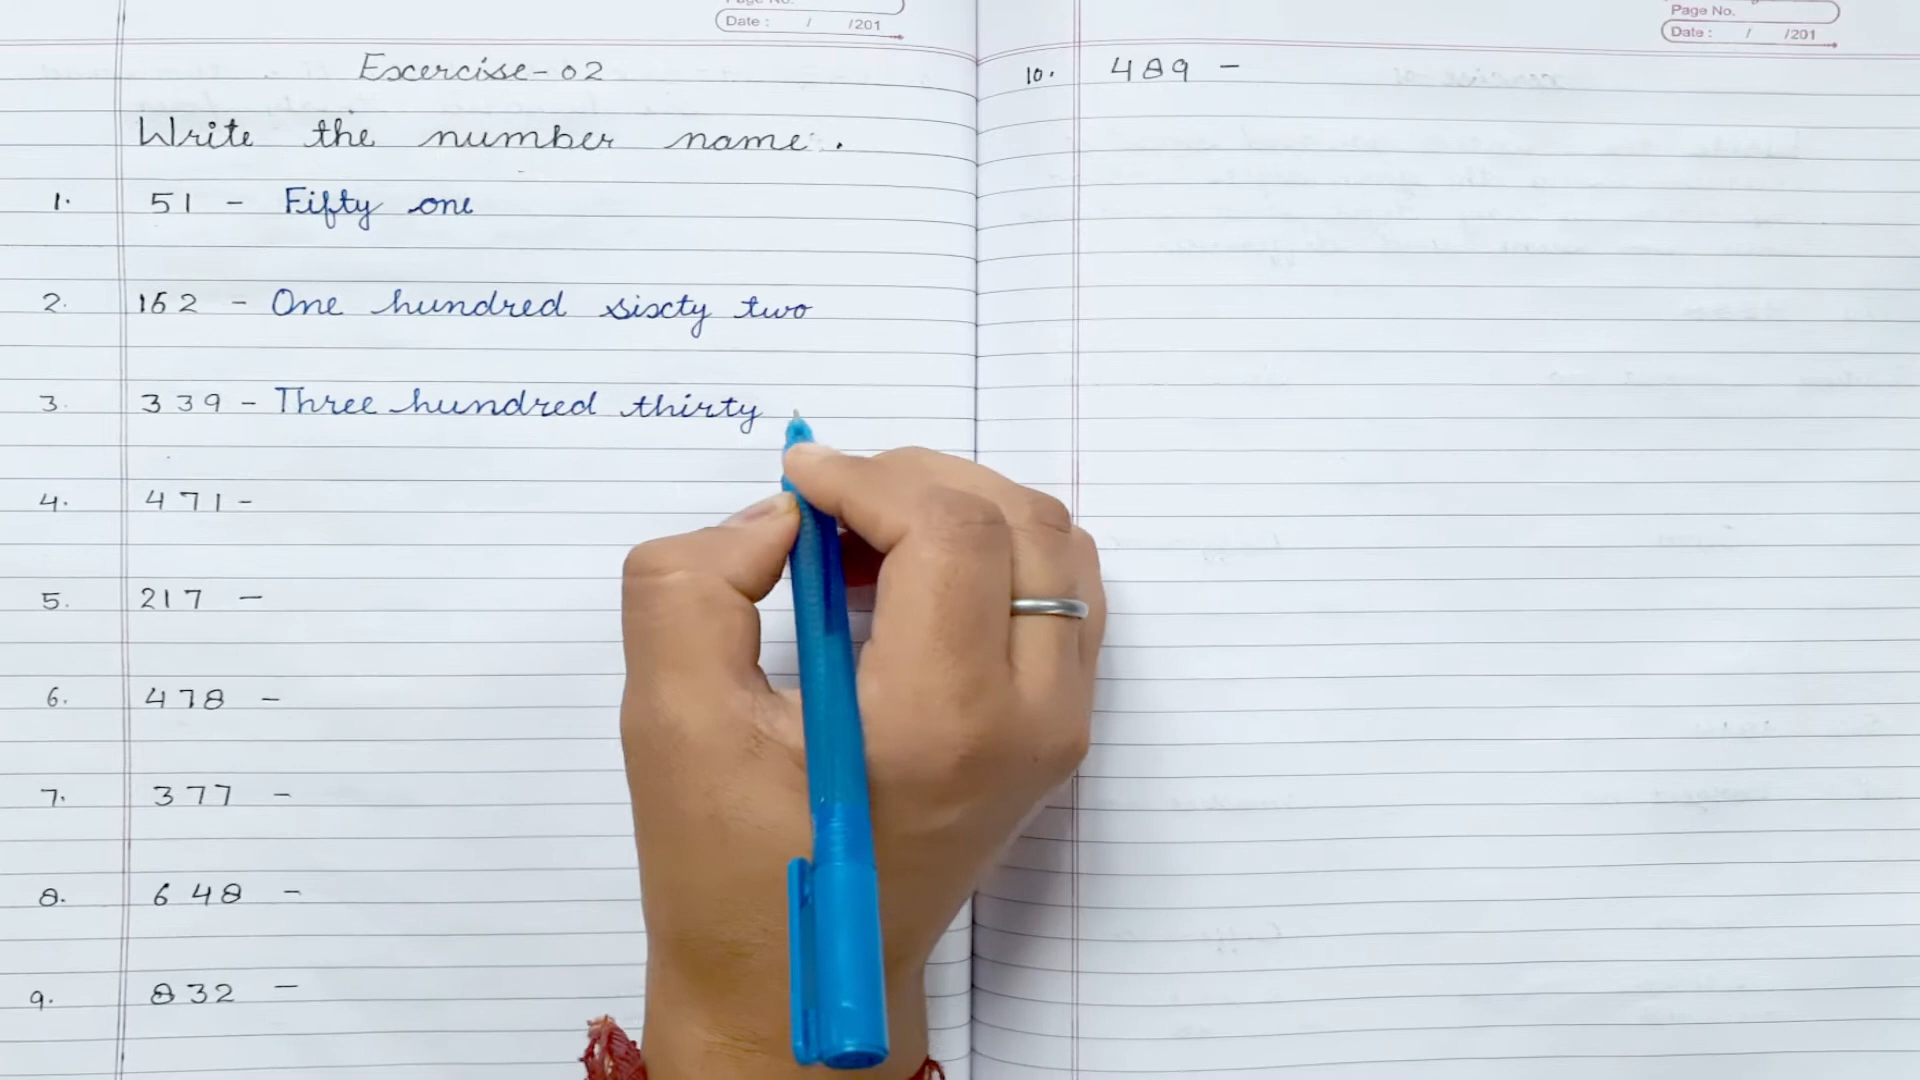 Date : / /201
Exercise-02
Write the number name.
1. 51 - Fifty one
2. 162 - One hundred sixty two
3. 339 - Three hundred thirty
4. 471 -
5. 217 -
6. 478 -
7. 377 -
8. 648 -
9. 832 -
Page No.
Date : / /201
10. 489 -